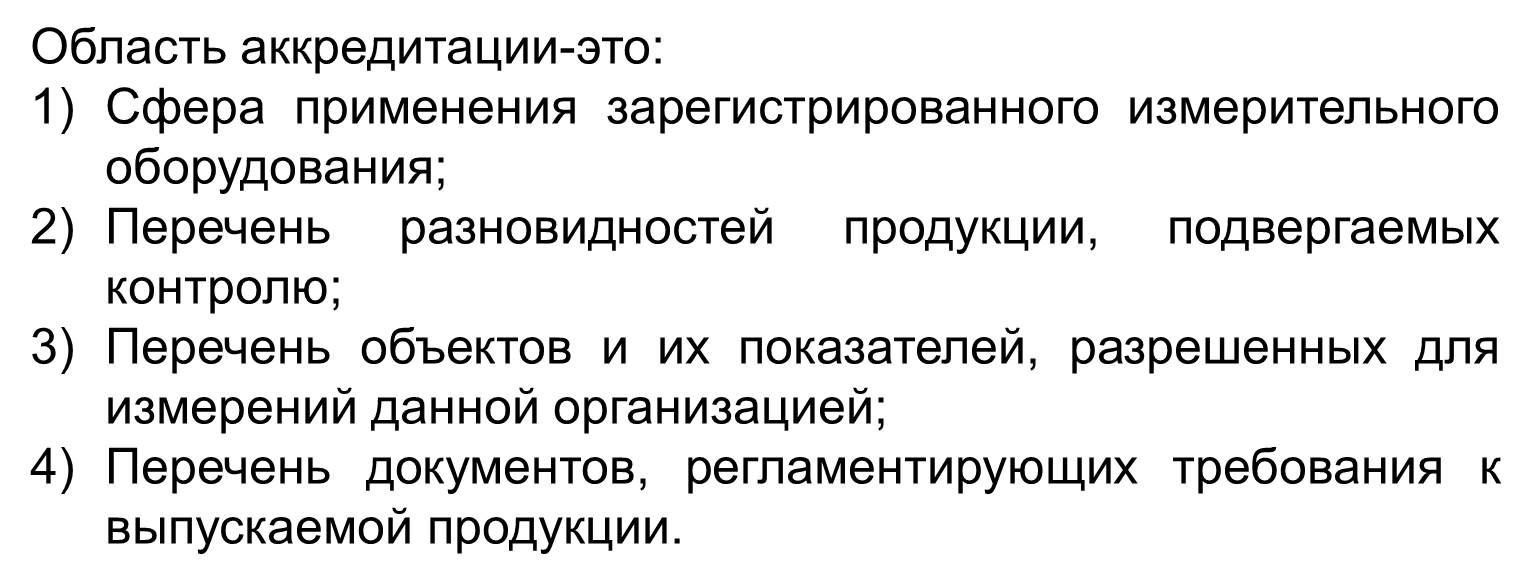 Область аккредитации-это:
1) Сфера применения зарегистрированного измерительного
оборудования;
2) Перечень разновидностей продукции, подвергаемых
контролю;
3) Перечень объектов и их показателей, разрешенных для
измерений данной организацией;
4) Перечень документов, регламентирующих требования к
выпускаемой продукции.